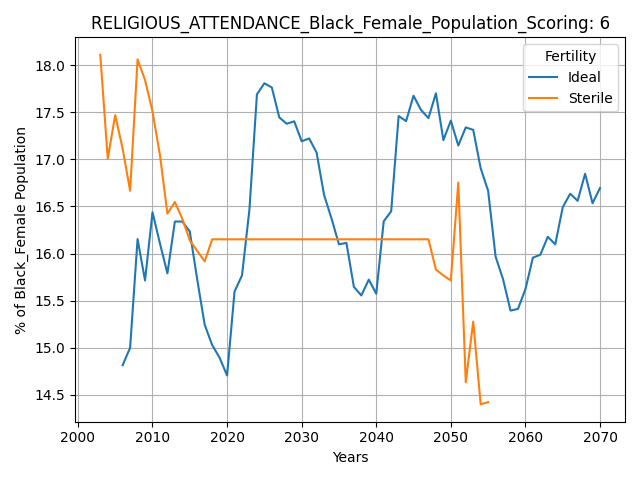 RELIGIOUS_ATTENDANCE_Black_Female_Population_Scoring: 6
Fertility
Ideal
Sterile
% of Black_Female Population
18.0
17.5
17.0
16.5
16.0
15.5
15.0
14.5
2000 2010 2020 2030 2040 2050 2060 2070
Years